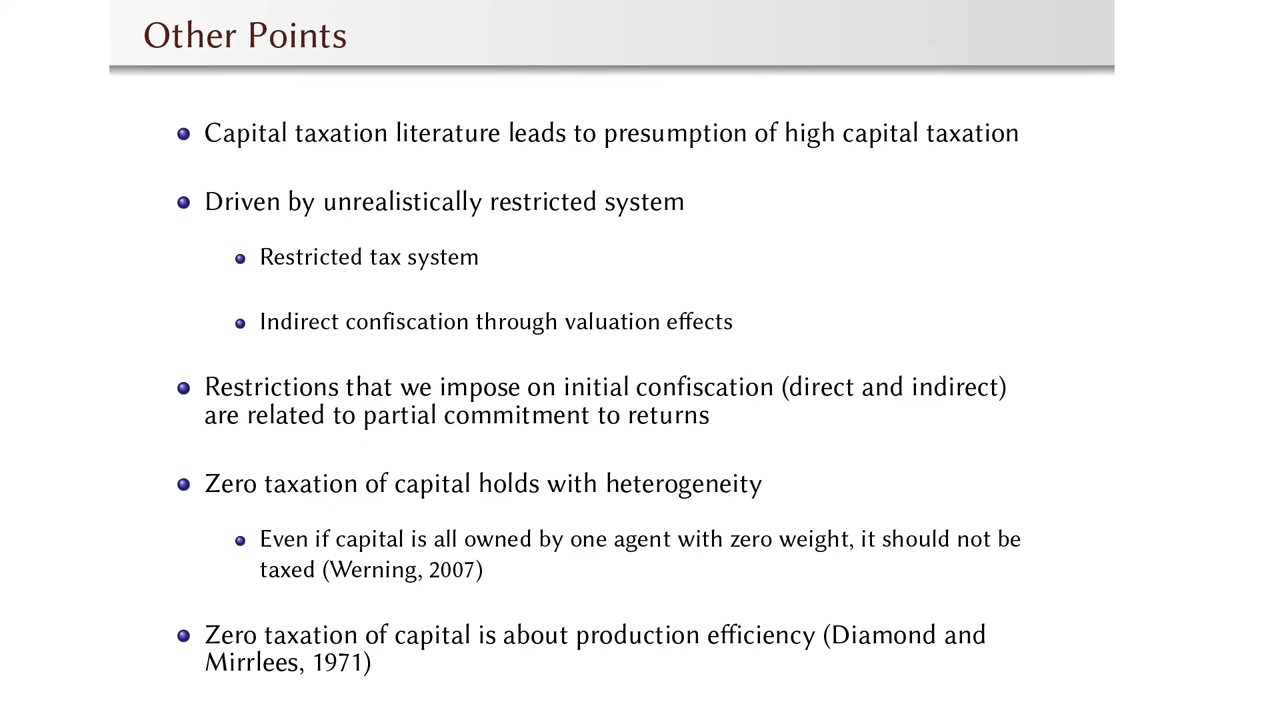 Other Points
Capital taxation literature leads to presumption of high capital taxation
Driven by unrealistically restricted system
Restricted tax system
Indirect confiscation through valuation effects
Restrictions that we impose on initial confiscation (direct and indirect)
are related to partial commitment to returns
Zero taxation of capital holds with heterogeneity
Even if capital is all owned by one agent with zero weight, it should not be
taxed (Werning, 2007)
Zero taxation of capital is about production efficiency (Diamond and
Mirrlees, 1971)